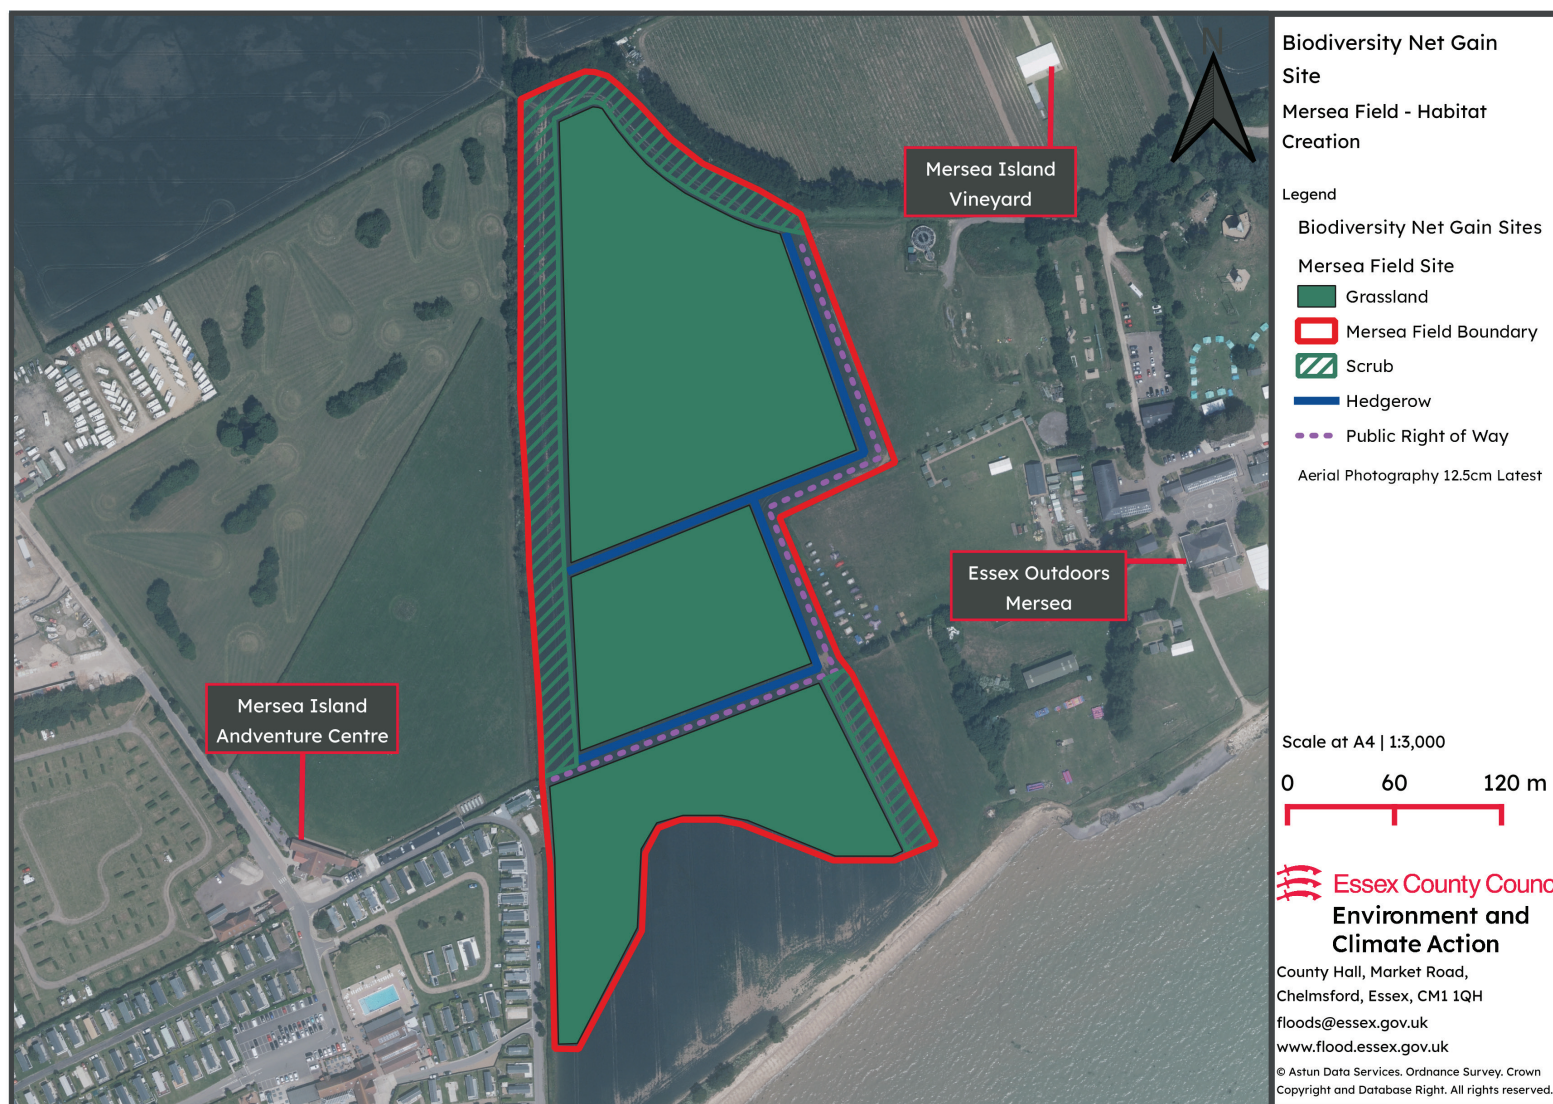 N
Mersea Island
Vineyard
Essex Outdoors
Mersea
Mersea Island
Andventure Centre
Biodiversity Net Gain
Site
Mersea Field - Habitat
Creation
Legend
Biodiversity Net Gain Sites
Mersea Field Site
Grassland
Mersea Field Boundary
Scrub
Hedgerow
Public Right of Way
Aerial Photography 12.5cm Latest
Scale at A4 | 1:3,000
0 60 120 m
Essex County Counc
Environment and
Climate Action
County Hall, Market Road,
Chelmsford, Essex, CM1 1QH
floods@essex.gov.uk
www.flood.essex.gov.uk
© Astun Data Services. Ordnance Survey. Crown
Copyright and Database Right. All rights reserved.